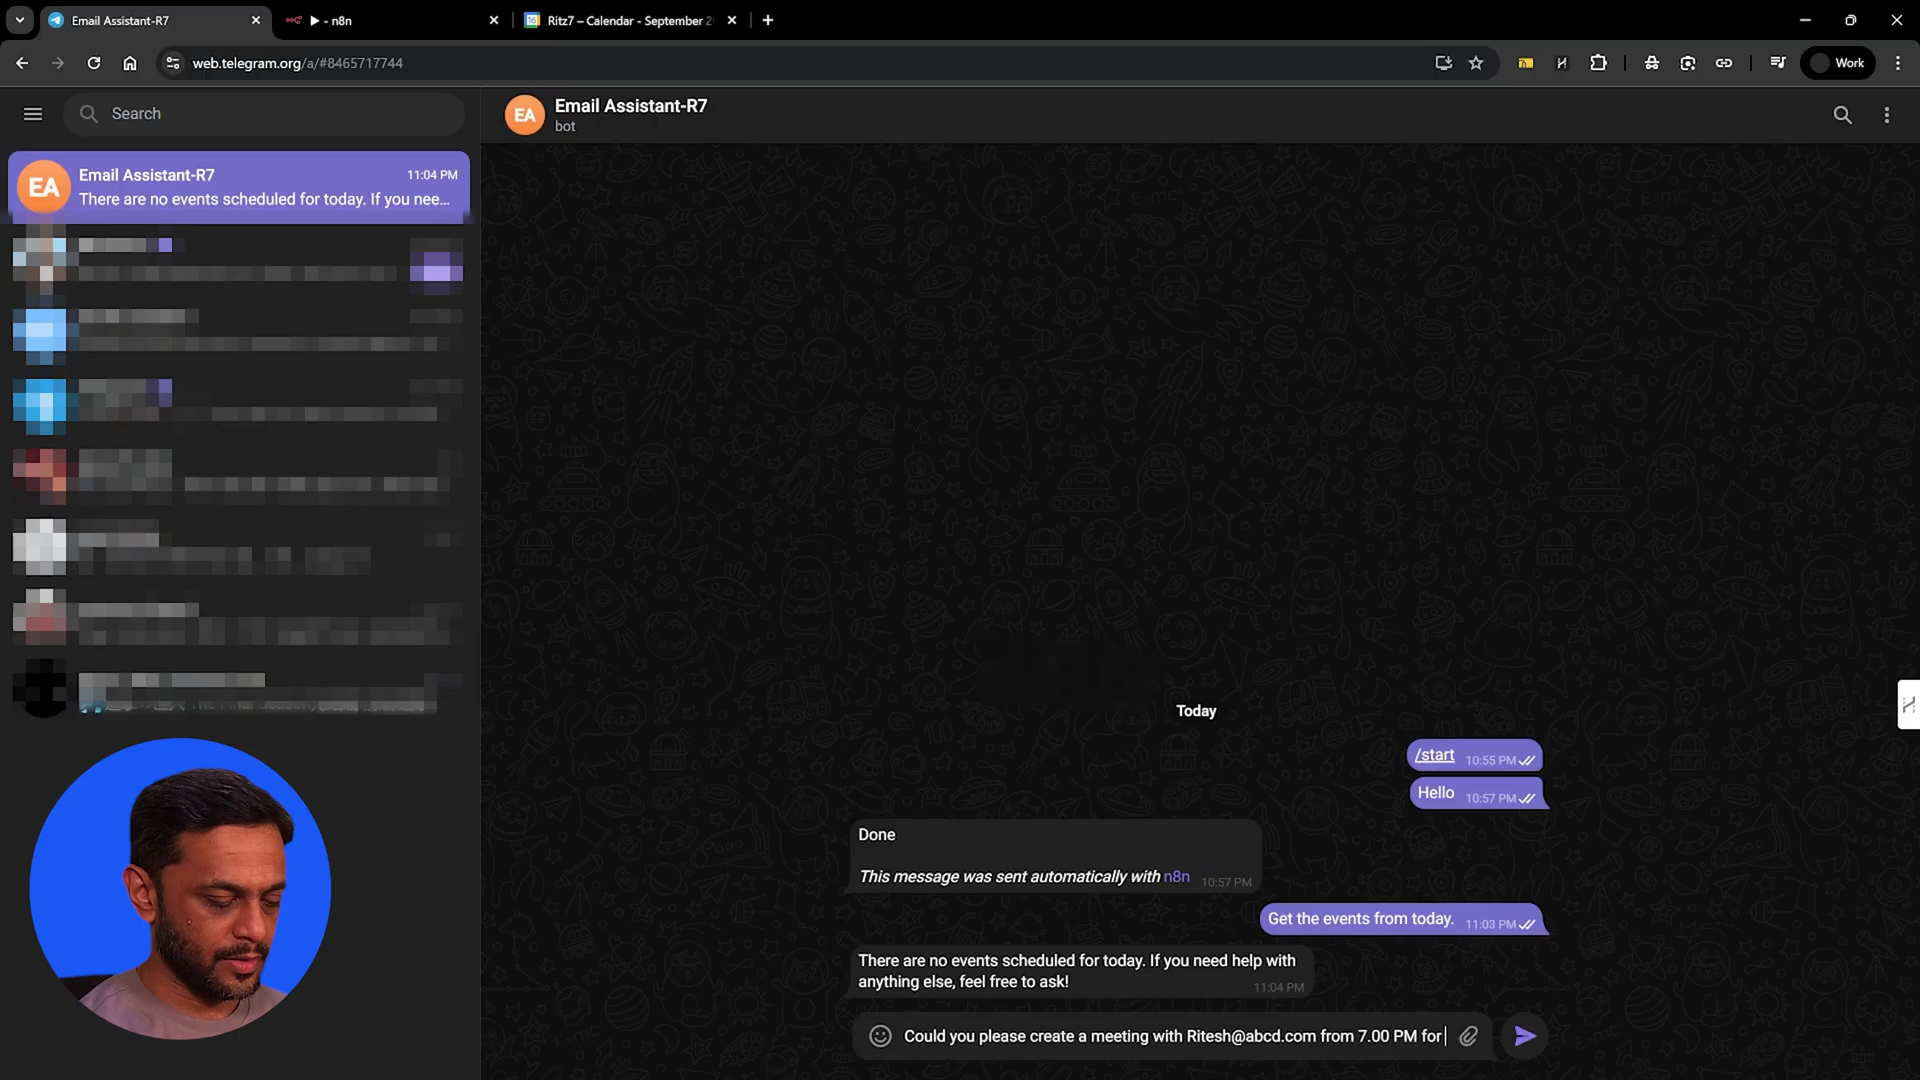 Email Assistant-R7
▶ - n8n
Ritz7 – Calendar - September 2
web.telegram.org/a/#8465717744
Work
Search
EA
Email Assistant-R7
bot
EA
Email Assistant-R7
11:04 PM
There are no events scheduled for today. If you nee...
Today
/start 10:55 PM
Hello 10:57 PM
Done
This message was sent automatically with n8n 10:57 PM
Get the events from today. 11:03 PM
There are no events scheduled for today. If you need help with
anything else, feel free to ask! 11:04 PM
Could you please create a meeting with Ritesh@abcd.com from 7.00 PM for